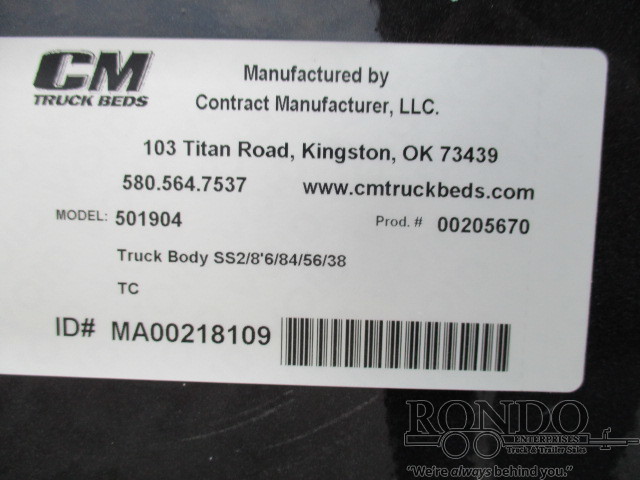 CM
TRUCK BEDS
Manufactured by
Contract Manufacturer, LLC.
103 Titan Road, Kingston, OK 73439
580.564.7537 www.cmtruckbeds.com
MODEL: 501904 Prod. # 00205670
Truck Body SS2/8'6/84/56/38
TC
ID# MA00218109
RONDO
ENTERPRISES
Truck & Trailer Sales
"We're always behind you."